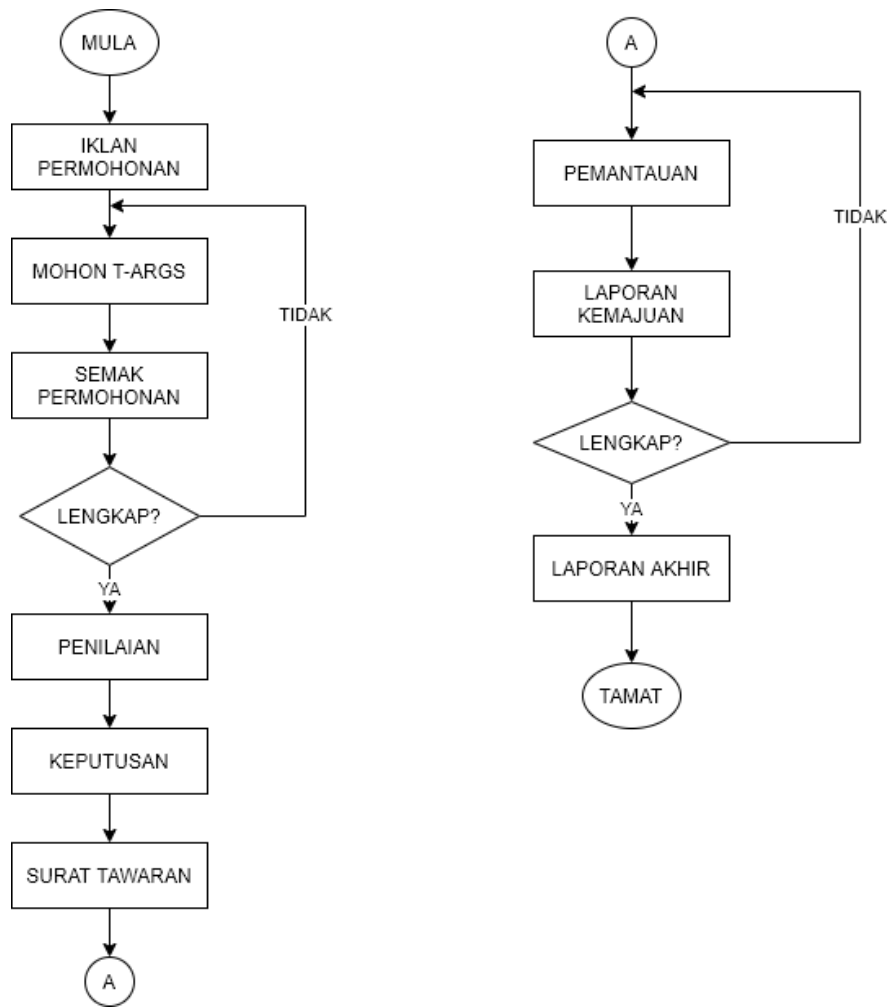 MULA
IKLAN
PERMOHONAN
MOHON T-ARGS
TIDAK
SEMAK
PERMOHONAN
LENGKAP?
YA
PENILAIAN
KEPUTUSAN
SURAT TAWARAN
A
A
PEMANTAUAN
TIDAK
LAPORAN
KEMAJUAN
LENGKAP?
YA
LAPORAN AKHIR
TAMAT